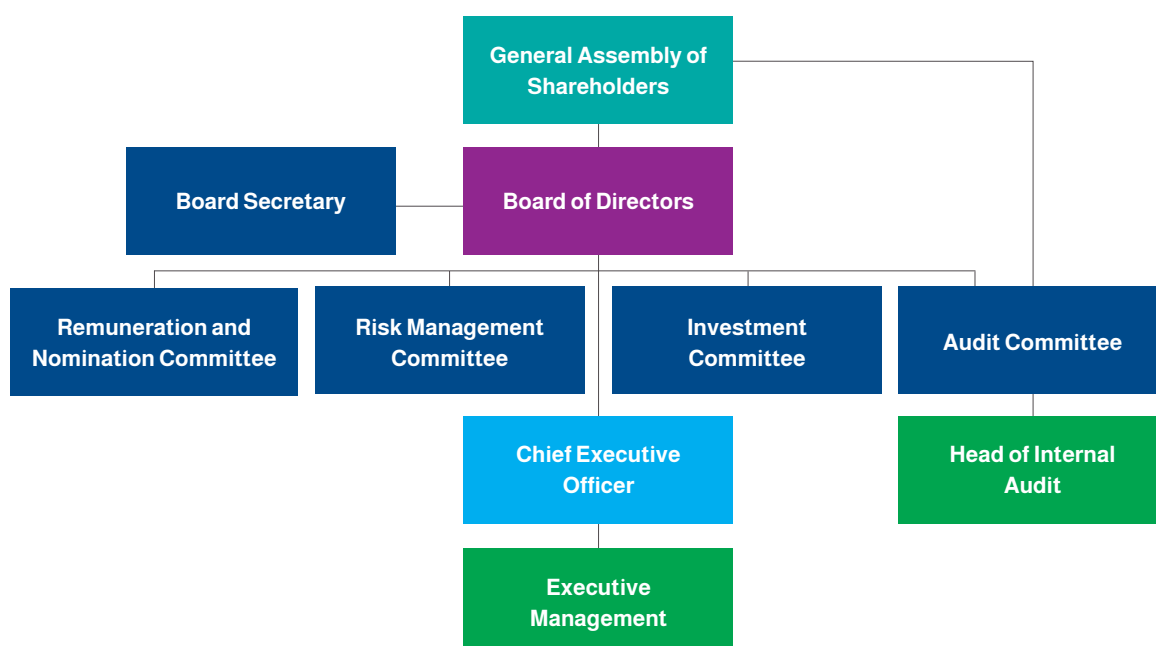 General Assembly of
Shareholders
Board Secretary
Board of Directors
Remuneration and
Nomination Committee
Risk Management
Committee
Investment
Committee
Audit Committee
Chief Executive
Officer
Head of Internal
Audit
Executive
Management